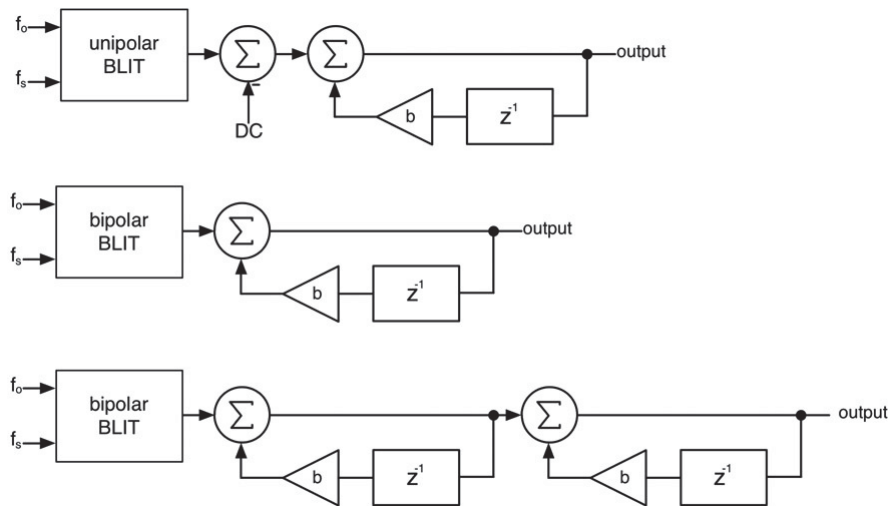 fo
unipolar
BLIT
Σ
Σ
output
fs
-
b
z-1
DC
fo
bipolar
BLIT
Σ
output
fs
b
z-1
fo
bipolar
BLIT
Σ
Σ
output
fs
b
z-1
b
z-1